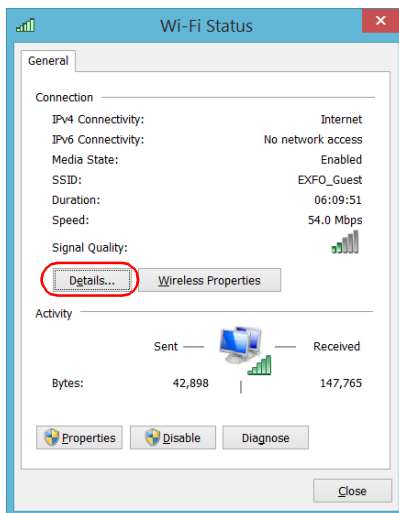 Wi-Fi Status
General
Connection
IPv4 Connectivity: Internet
IPv6 Connectivity: No network access
Media State: Enabled
SSID: EXFO_Guest
Duration: 06:09:51
Speed: 54.0 Mbps
Signal Quality:
Details... Wireless Properties
Activity
Sent Received
Bytes: 42,898 147,765
Properties Disable Diagnose
Close